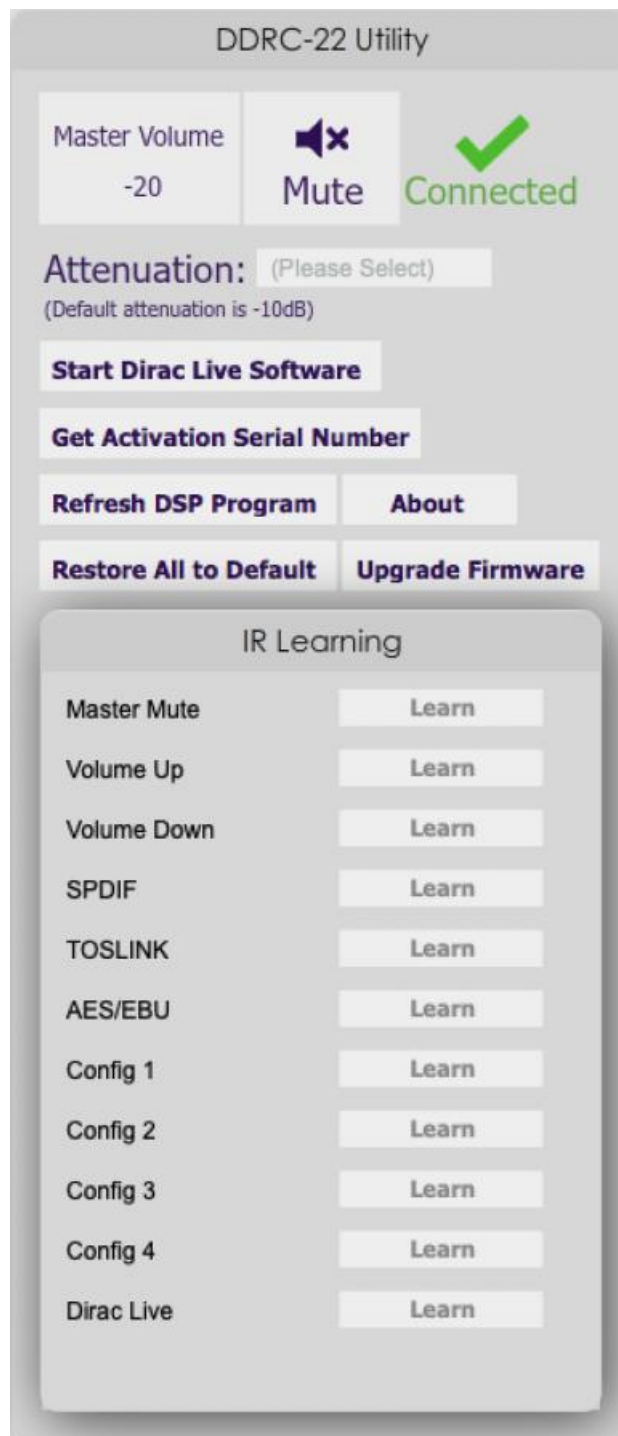 DDRC-22 Utility
Master Volume
-20
Mute
Connected
Attenuation: (Please Select)
(Default attenuation is -10dB)
Start Dirac Live Software
Get Activation Serial Number
Refresh DSP Program About
Restore All to Default Upgrade Firmware
IR Learning
Master Mute Learn
Volume Up Learn
Volume Down Learn
SPDIF Learn
TOSLINK Learn
AES/EBU Learn
Config 1 Learn
Config 2 Learn
Config 3 Learn
Config 4 Learn
Dirac Live Learn